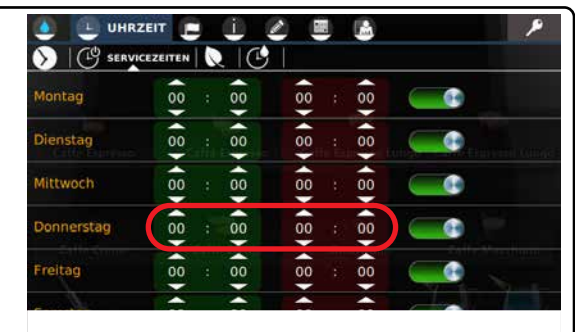 UHRZEIT
SERVICEZEITEN
Montag 00 : 00 00 : 00
Dienstag 00 : 00 00 : 00
Mittwoch 00 : 00 00 : 00
Donnerstag 00 : 00 00 : 00
Freitag 00 : 00 00 : 00